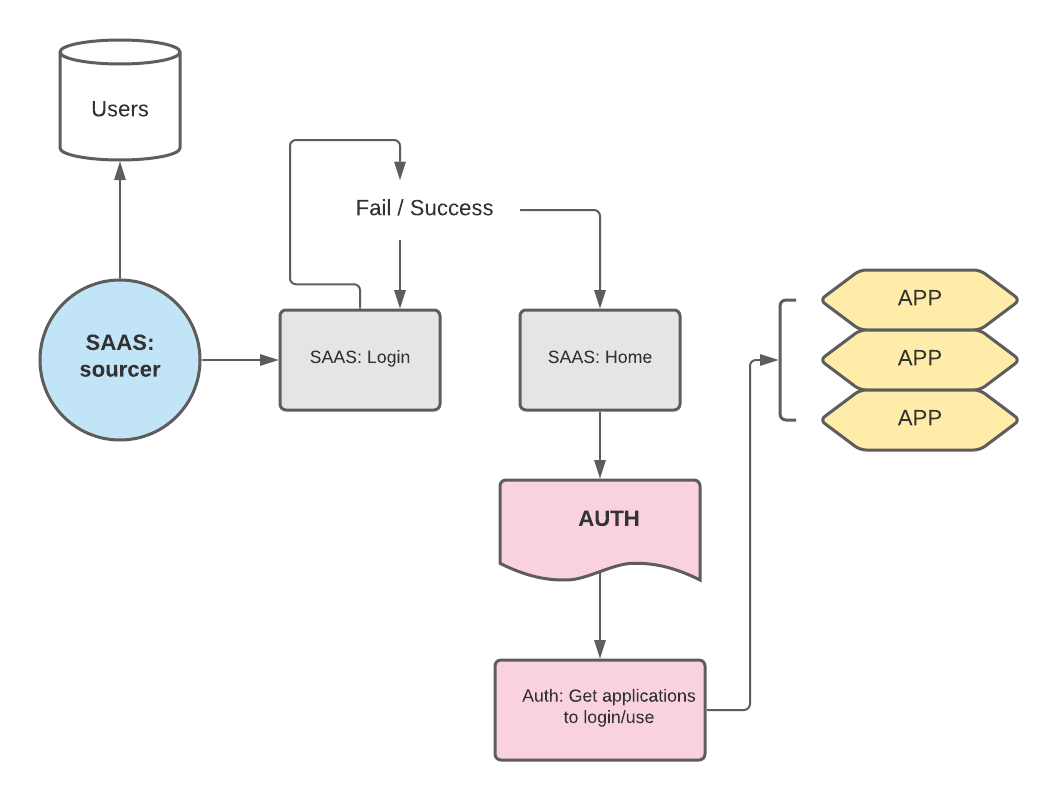 Users
Fail / Success
SAAS:
sourcer
SAAS: Login
SAAS: Home
APP
APP
APP
AUTH
Auth: Get applications
to login/use